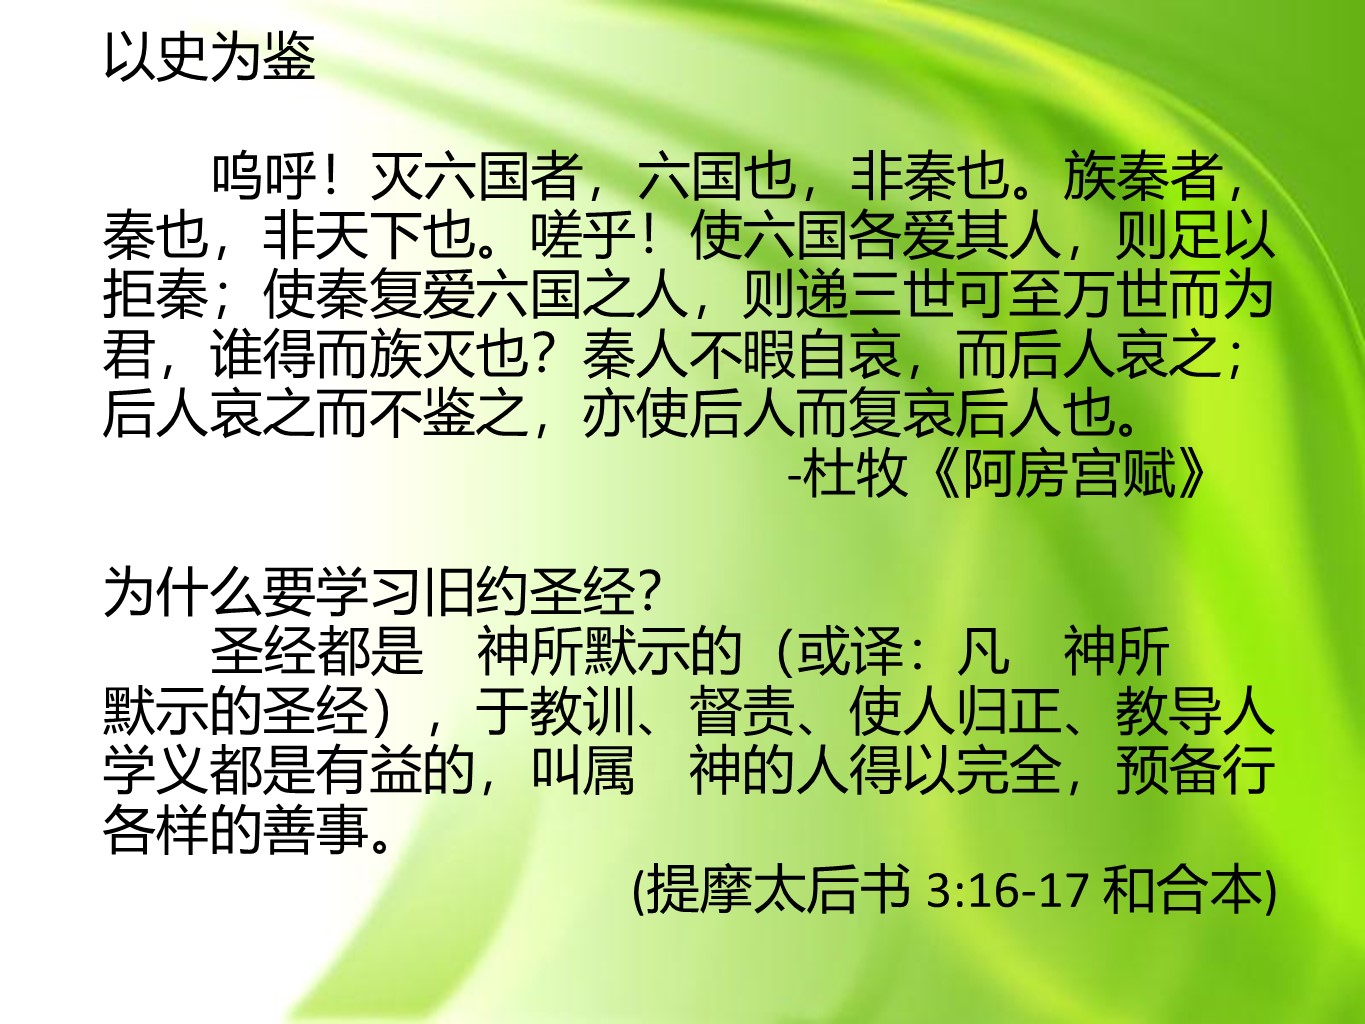 以史为鉴
呜呼！灭六国者，六国也，非秦也。族秦者，
秦也，非天下也。嗟乎！使六国各爱其人，则足以
拒秦；使秦复爱六国之人，则递三世可至万世而为
君，谁得而族灭也？秦人不暇自哀，而后人哀之；
后人哀之而不鉴之，亦使后人而复哀后人也。
-杜牧《阿房宫赋》
为什么要学习旧约圣经？
圣经都是　神所默示的（或译：凡　神所
默示的圣经），于教训、督责、使人归正、教导人
学义都是有益的，叫属　神的人得以完全，预备行
各样的善事。
(提摩太后书 3:16-17 和合本)